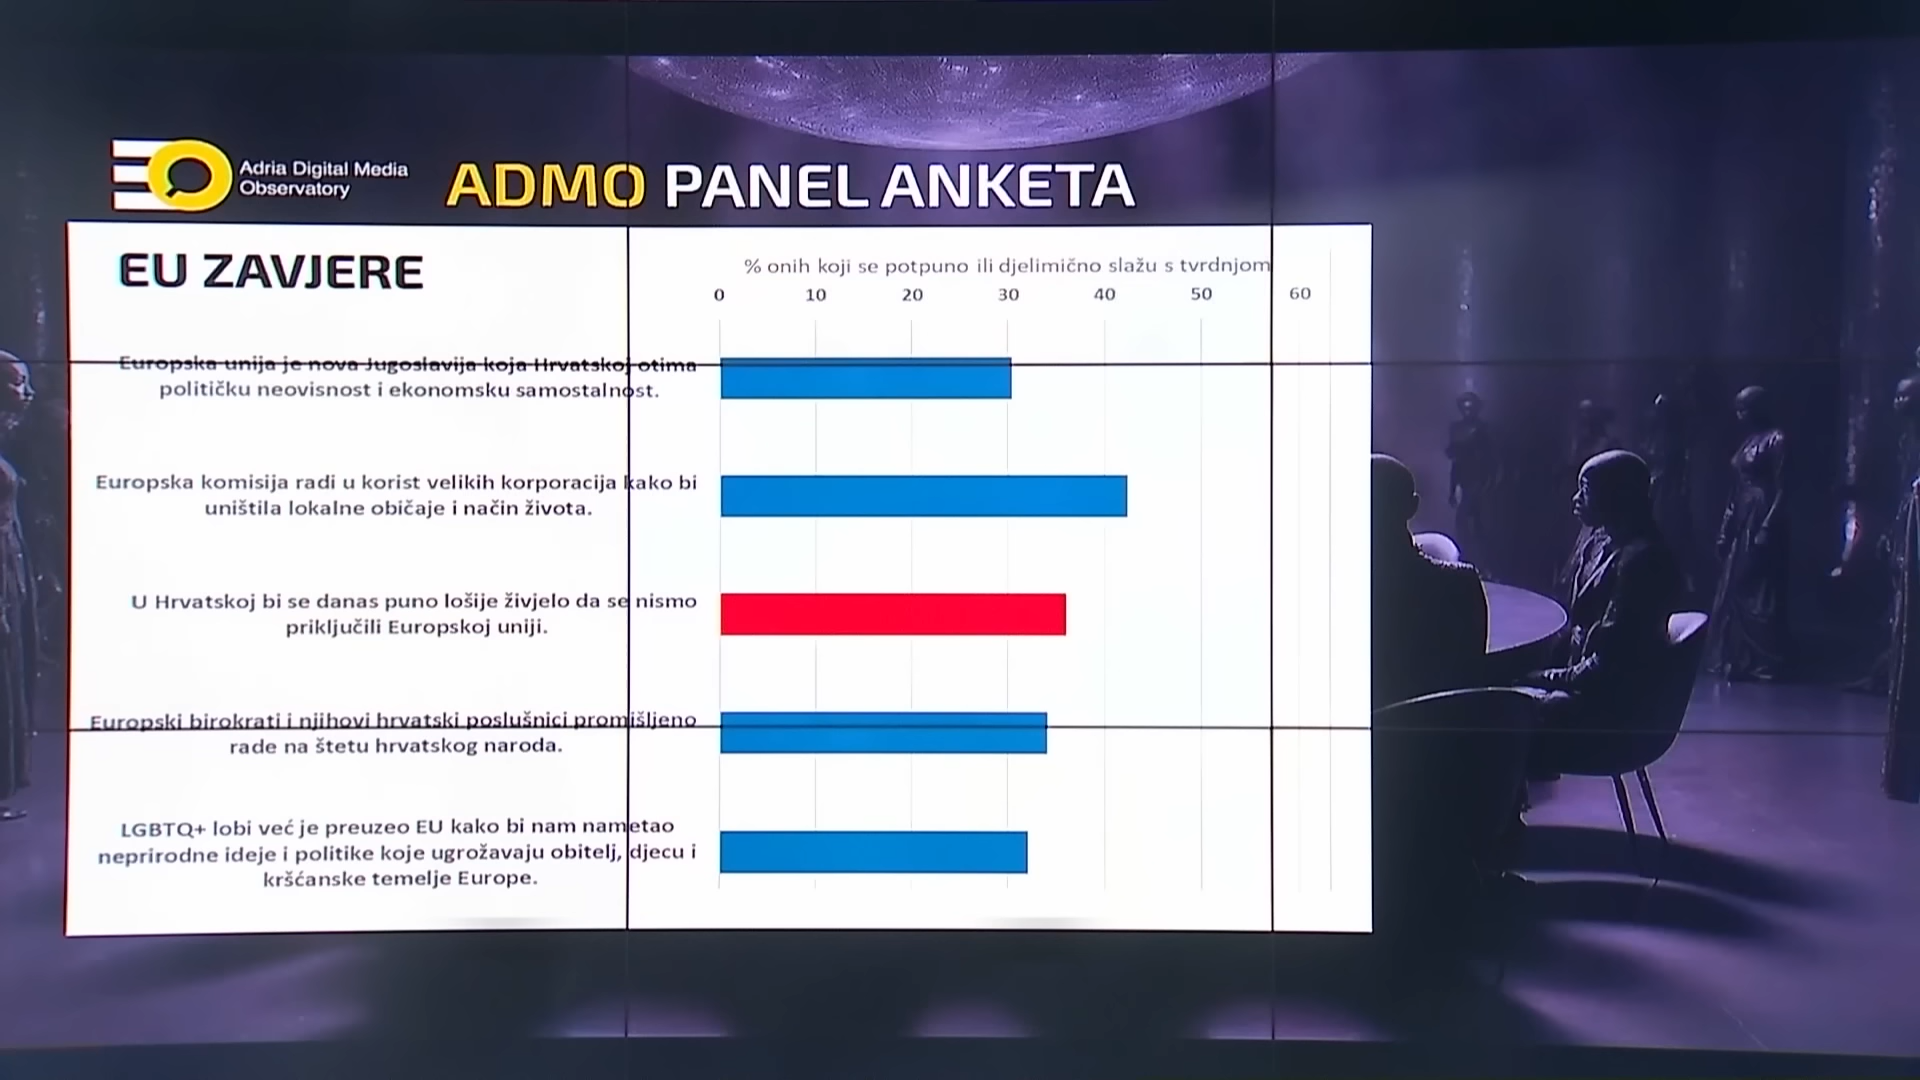 Adria Digital Media
Observatory
ADMO PANEL ANKETA
EU ZAVJERE
% onih koji se potpuno ili djelimično slažu s tvrdnjom
0 10 20 30 40 50 60
Europska unija je nova Jugoslavija koja Hrvatskoj otima
političku neovisnost i ekonomsku samostalnost.
Europska komisija radi u korist velikih korporacija kako bi
uništila lokalne običaje i način života.
U Hrvatskoj bi se danas puno lošije živjelo da se nismo
priključili Europskoj uniji.
Europski birokrati i njihovi hrvatski poslušnici promišljeno
rade na štetu hrvatskog naroda.
LGBTQ+ lobi već je preuzeo EU kako bi nam nametao
neprirodne ideje i politike koje ugrožavaju obitelj, djecu i
kršćanske temelje Europe.